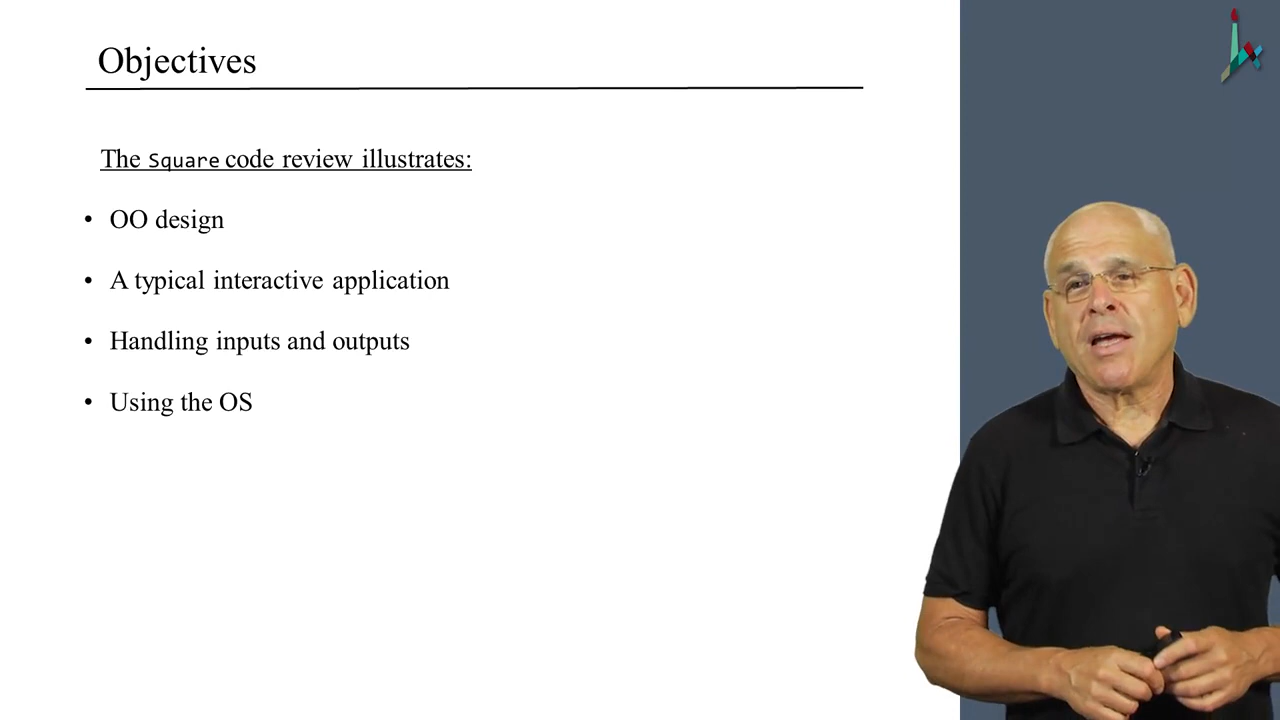 Objectives
The Square code review illustrates:
• OO design
• A typical interactive application
• Handling inputs and outputs
• Using the OS